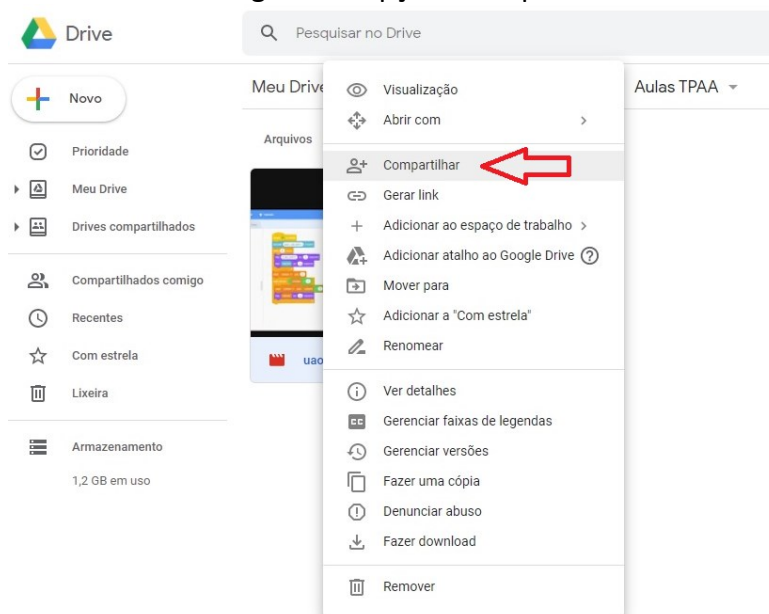 Drive
Pesquisar no Drive
Novo
Prioridade
Meu Drive
Drives compartilhados
Compartilhados comigo
Recentes
Com estrela
Lixeira
Armazenamento
1,2 GB em uso
Meu Drive
Aulas TPAA
Arquivos
uao
Visualização
Abrir com
Compartilhar
Gerar link
Adicionar ao espaço de trabalho
Adicionar atalho ao Google Drive
Mover para
Adicionar a "Com estrela"
Renomear
Ver detalhes
CC Gerenciar faixas de legendas
Gerenciar versões
Fazer uma cópia
Denunciar abuso
Fazer download
Remover